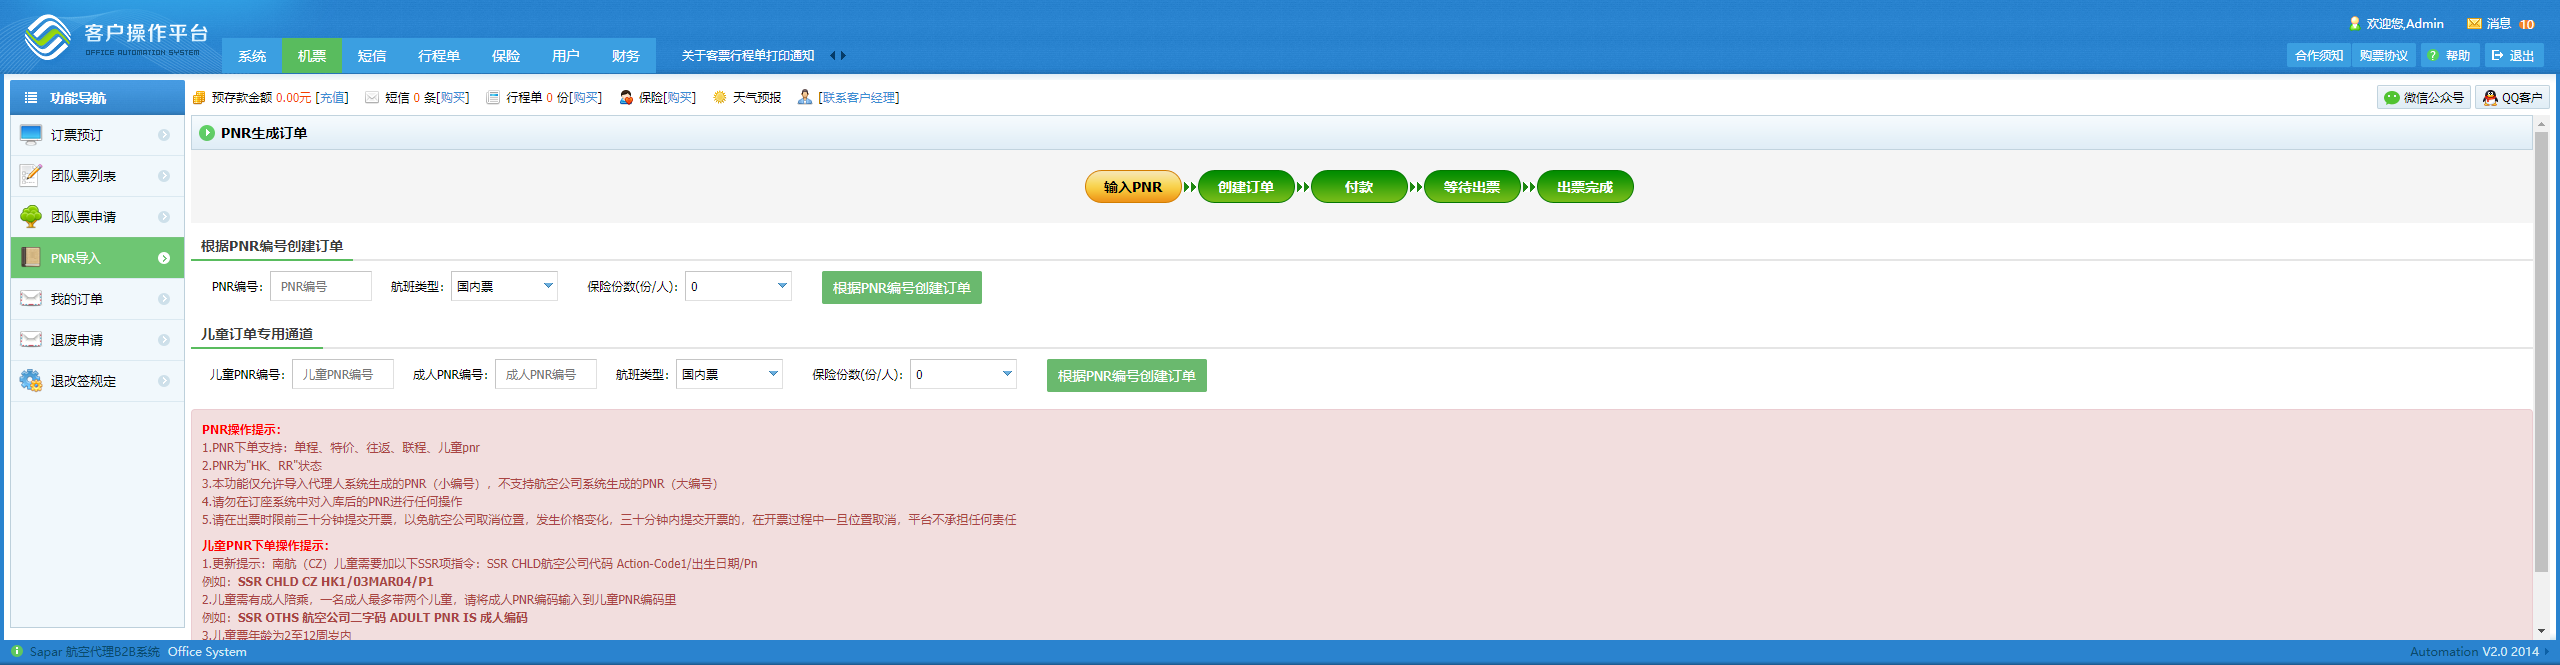 客户操作平台
OFFICE AUTOMATION SYSTEM
系统 机票 短信 行程单 保险 用户 财务 关于客票行程单打印通知
欢迎您,Admin 消息 10
合作须知 购票协议 帮助 退出
功能导航
订票预订
团队票列表
团队票申请
PNR导入
我的订单
退废申请
退改签规定
预存款金额 0.00元 [充值] 短信 0 条[购买] 行程单 0 份[购买] 保险[购买] 天气预报 [联系客户经理]
微信公众号 QQ客户
PNR生成订单
输入PNR 创建订单 付款 等待出票 出票完成
根据PNR编号创建订单
PNR编号: PNR编号 航班类型: 国内票 保险份数(份/人): 0 根据PNR编号创建订单
儿童订单专用通道
儿童PNR编号: 儿童PNR编号 成人PNR编号: 成人PNR编号 航班类型: 国内票 保险份数(份/人): 0 根据PNR编号创建订单
PNR操作提示：
1.PNR下单支持：单程、特价、往返、联程、儿童pnr
2.PNR为"HK、RR"状态
3.本功能仅允许导入代理人系统生成的PNR（小编号），不支持航空公司系统生成的PNR（大编号）
4.请勿在订座系统中对入库后的PNR进行任何操作
5.请在出票时限前三十分钟提交开票，以免航空公司取消位置，发生价格变化，三十分钟内提交开票的，在开票过程中一旦位置取消，平台不承担任何责任
儿童PNR下单操作提示：
1.更新提示：南航（CZ）儿童需要加以下SSR项指令：SSR CHLD航空公司代码 Action-Code1/出生日期/Pn
例如：SSR CHLD CZ HK1/03MAR04/P1
2.儿童需有成人陪乘，一名成人最多带两个儿童，请将成人PNR编码输入到儿童PNR编码里
例如：SSR OTHS 航空公司二字码 ADULT PNR IS 成人编码
3.儿童票年龄为2至12周岁内
Sapar 航空代理B2B系统 Office System
Automation V2.0 2014